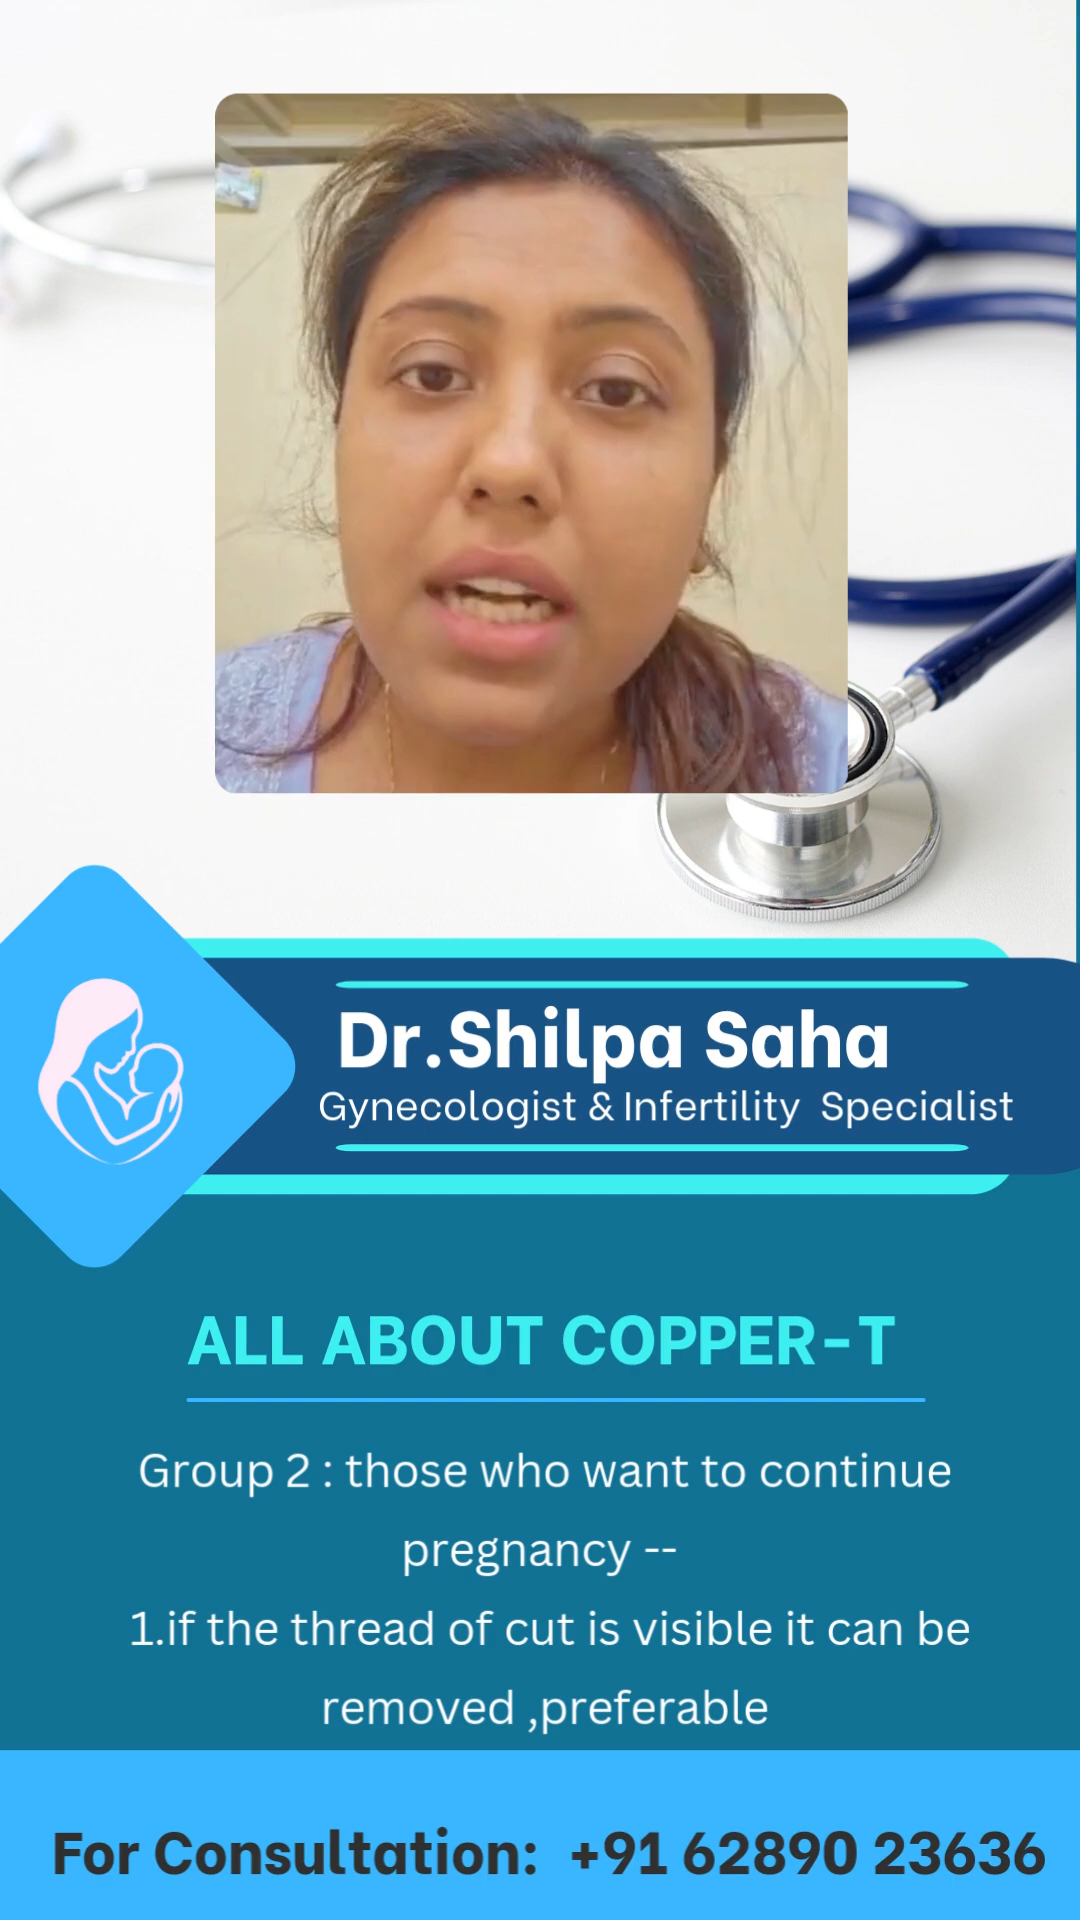 Dr.Shilpa Saha
Gynecologist & Infertility Specialist
ALL ABOUT COPPER-T
Group 2 : those who want to continue
pregnancy --
1.if the thread of cut is visible it can be
removed ,preferable
For Consultation: +91 62890 23636